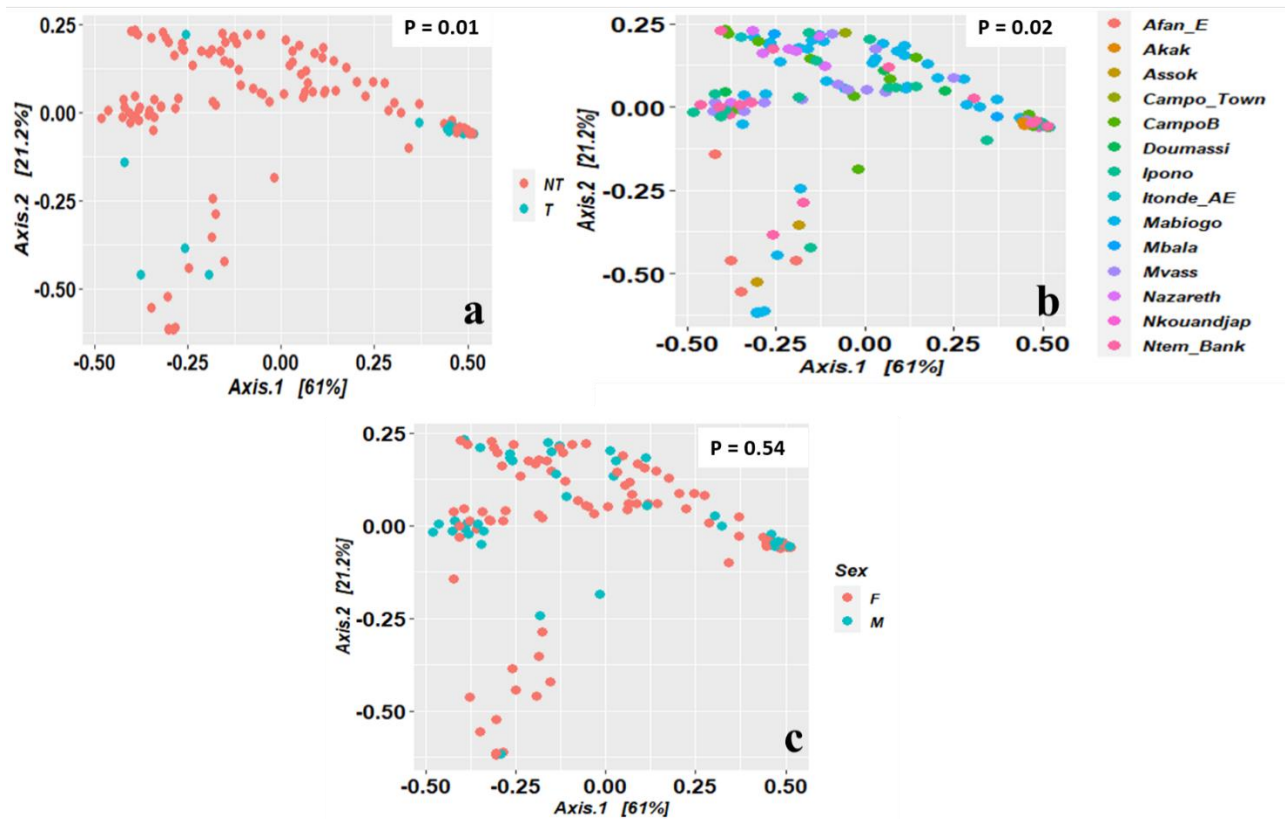 P = 0.01
0.25
0.00
-0.25
-0.50
Axis.2 [21.2%]
-0.50 -0.25 0.00 0.25 0.50
Axis.1 [61%]
NT
T
a
P = 0.02
0.25
0.00
0.25
-0.50
Axis.2 [21.2%]
-0.50 -0.25 0.00 0.25 0.50
Axis.1 [61%]
b
Afan_E
Akak
Assok
Campo_Town
CampoB
Doumassi
Ipono
Itonde_AE
Mabiogo
Mbala
Mvass
Nazareth
Nkouandjap
Ntem_Bank
P = 0.54
0.25
0.00
-0.25
-0.50
Axis.2 [21.2%]
-0.50 -0.25 0.00 0.25 0.50
Axis.1 [61%]
Sex
F
M
c